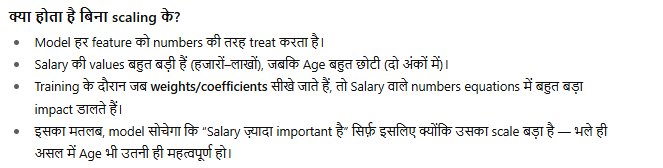 क्या होता है बिना scaling के?
• Model हर feature को numbers की तरह treat करता है।
• Salary की values बहुत बड़ी हैं (हजारों–लाखों), जबकि Age बहुत छोटी (दो अंकों में)।
• Training के दौरान जब weights/coefficients सीखे जाते हैं, तो Salary वाले numbers equations में बहुत बड़ा
impact डालते हैं।
• इसका मतलब, model सोचेगा कि “Salary ज़्यादा important है” सिर्फ़ इसलिए क्योंकि उसका scale बड़ा है — भले ही
असल में Age भी उतनी ही महत्वपूर्ण हो।